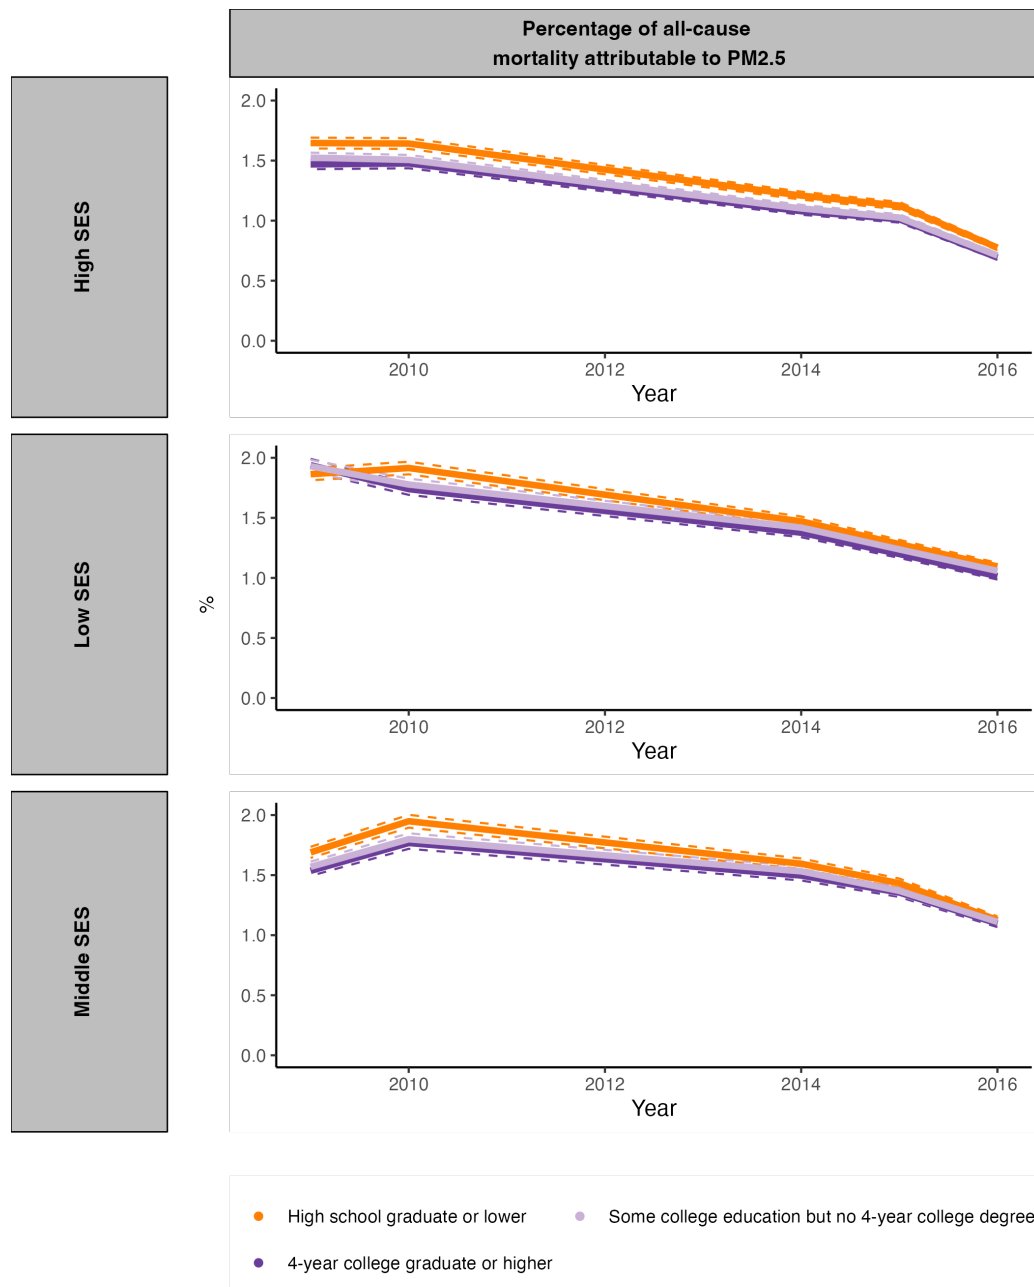 Percentage of all-cause
mortality attributable to PM2.5
High SES
2.0
1.5
1.0
0.5
0.0
2010 2012 2014 2016
Year
Low SES
%
2.0
1.5
1.0
0.5
0.0
2010 2012 2014 2016
Year
Middle SES
2.0
1.5
1.0
0.5
0.0
2010 2012 2014 2016
Year
High school graduate or lower Some college education but no 4-year college degree
4-year college graduate or higher